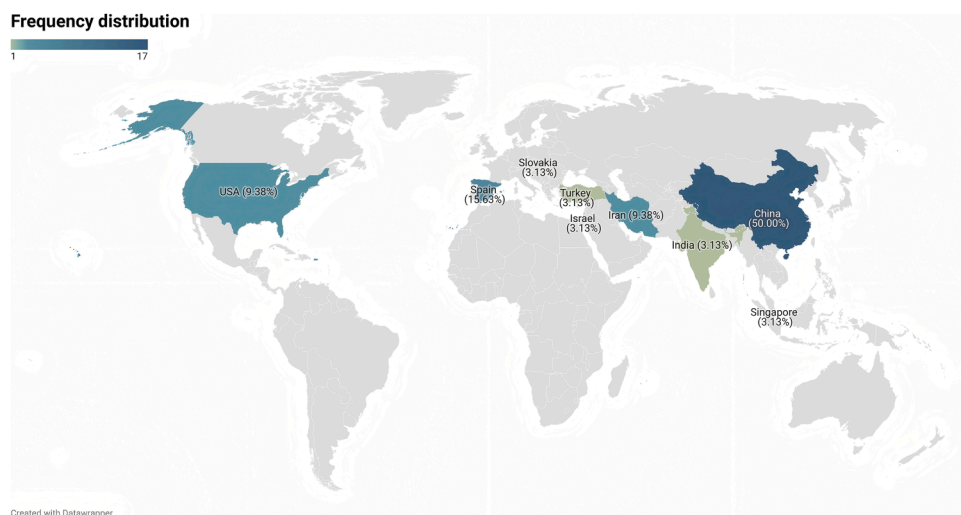 Frequency distribution
1 17
Slovakia
(3.13%)
USA (9.38%)
Spain
(15.63%)
Turkey
(3.13%)
Iran (9.38%)
Israel
(3.13%)
China
(50.00%)
India (3.13%)
Singapore
(3.13%)
Created with Datawrapper